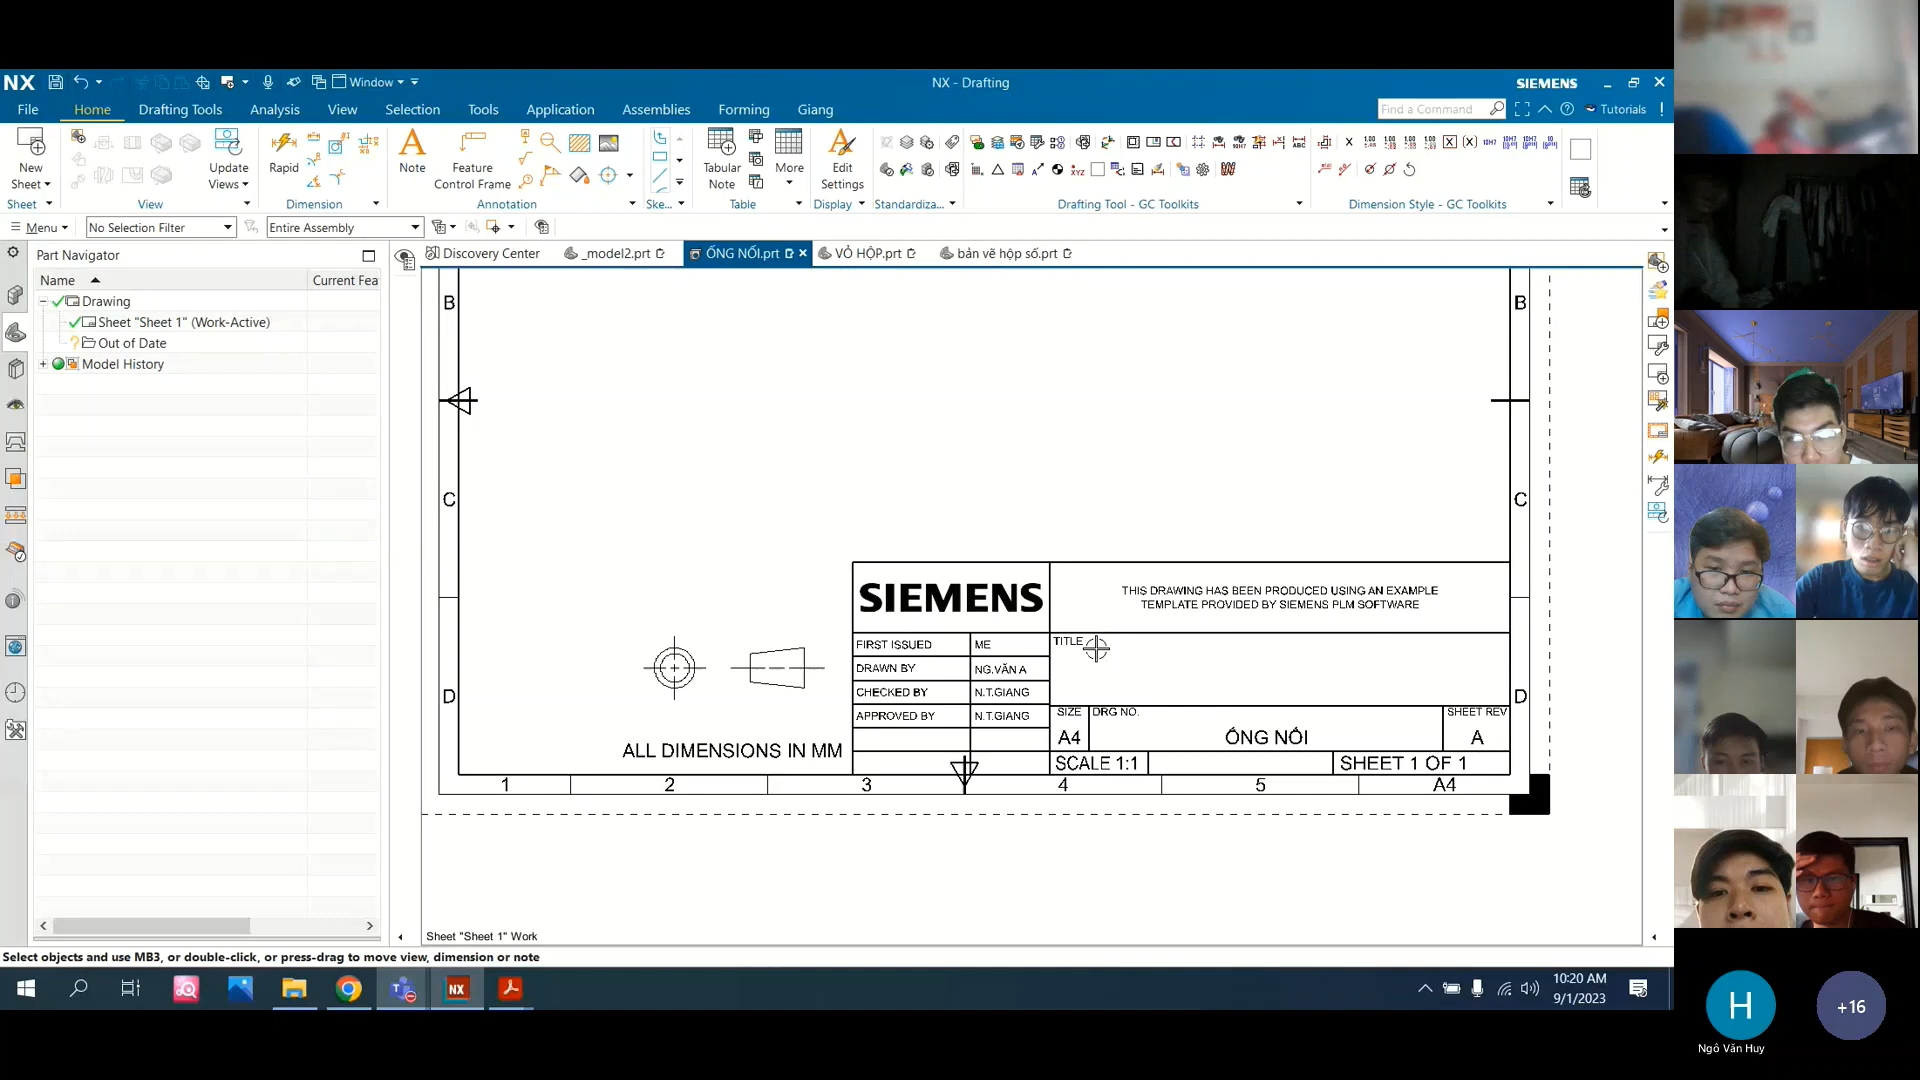 NX
Window
NX - Drafting
SIEMENS
File
Home
Drafting Tools
Analysis
View
Selection
Tools
Application
Assemblies
Forming
Giang
Find a Command
Tutorials
New
Sheet
Update
Views
Rapid
Note
Feature
Control Frame
Tabular
Note
More
Edit
Settings
Sheet
View
Dimension
Annotation
Ske...
Table
Display
Standardiza...
Drafting Tool - GC Toolkits
Dimension Style - GC Toolkits
Menu
No Selection Filter
Entire Assembly
Part Navigator
Discovery Center
_model2.prt
ỐNG NỐI.prt
VỎ HỘP.prt
bản vẽ hộp số.prt
Name
Current Fea
Drawing
Sheet "Sheet 1" (Work-Active)
Out of Date
Model History
B
B
C
C
D
D
SIEMENS
THIS DRAWING HAS BEEN PRODUCED USING AN EXAMPLE
TEMPLATE PROVIDED BY SIEMENS PLM SOFTWARE
FIRST ISSUED
ME
TITLE
DRAWN BY
NG.VĂN A
CHECKED BY
N.T.GIANG
APPROVED BY
N.T.GIANG
SIZE
DRG NO.
SHEET REV
A4
ỐNG NỐI
A
ALL DIMENSIONS IN MM
SCALE 1:1
SHEET 1 OF 1
1
2
3
4
5
A4
Sheet "Sheet 1" Work
Select objects and use MB3, or double-click, or press-drag to move view, dimension or note
10:20 AM
9/1/2023
H
+16
Ngô Văn Huy